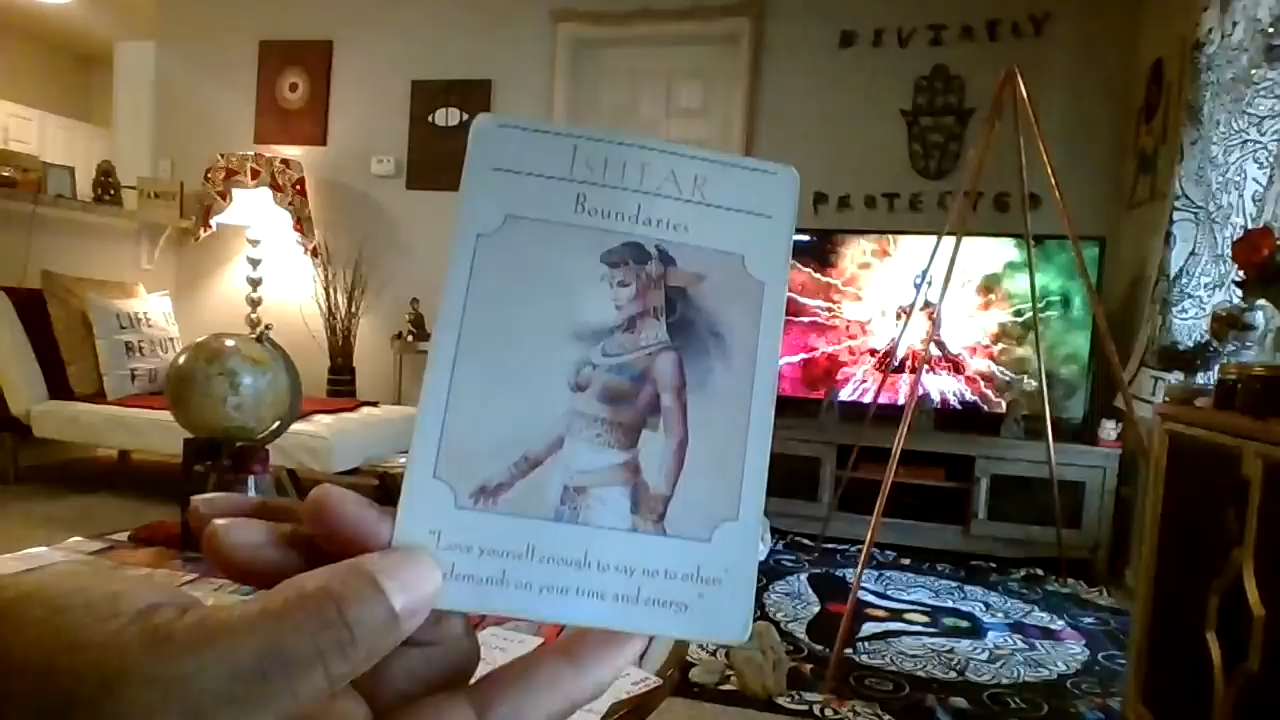 DIVINELY
PROTECTED
ISHTAR
Boundaries
"Love yourself enough to say no to others'
demands on your time and energy."
LIFE IS
BEAUTI
FUL